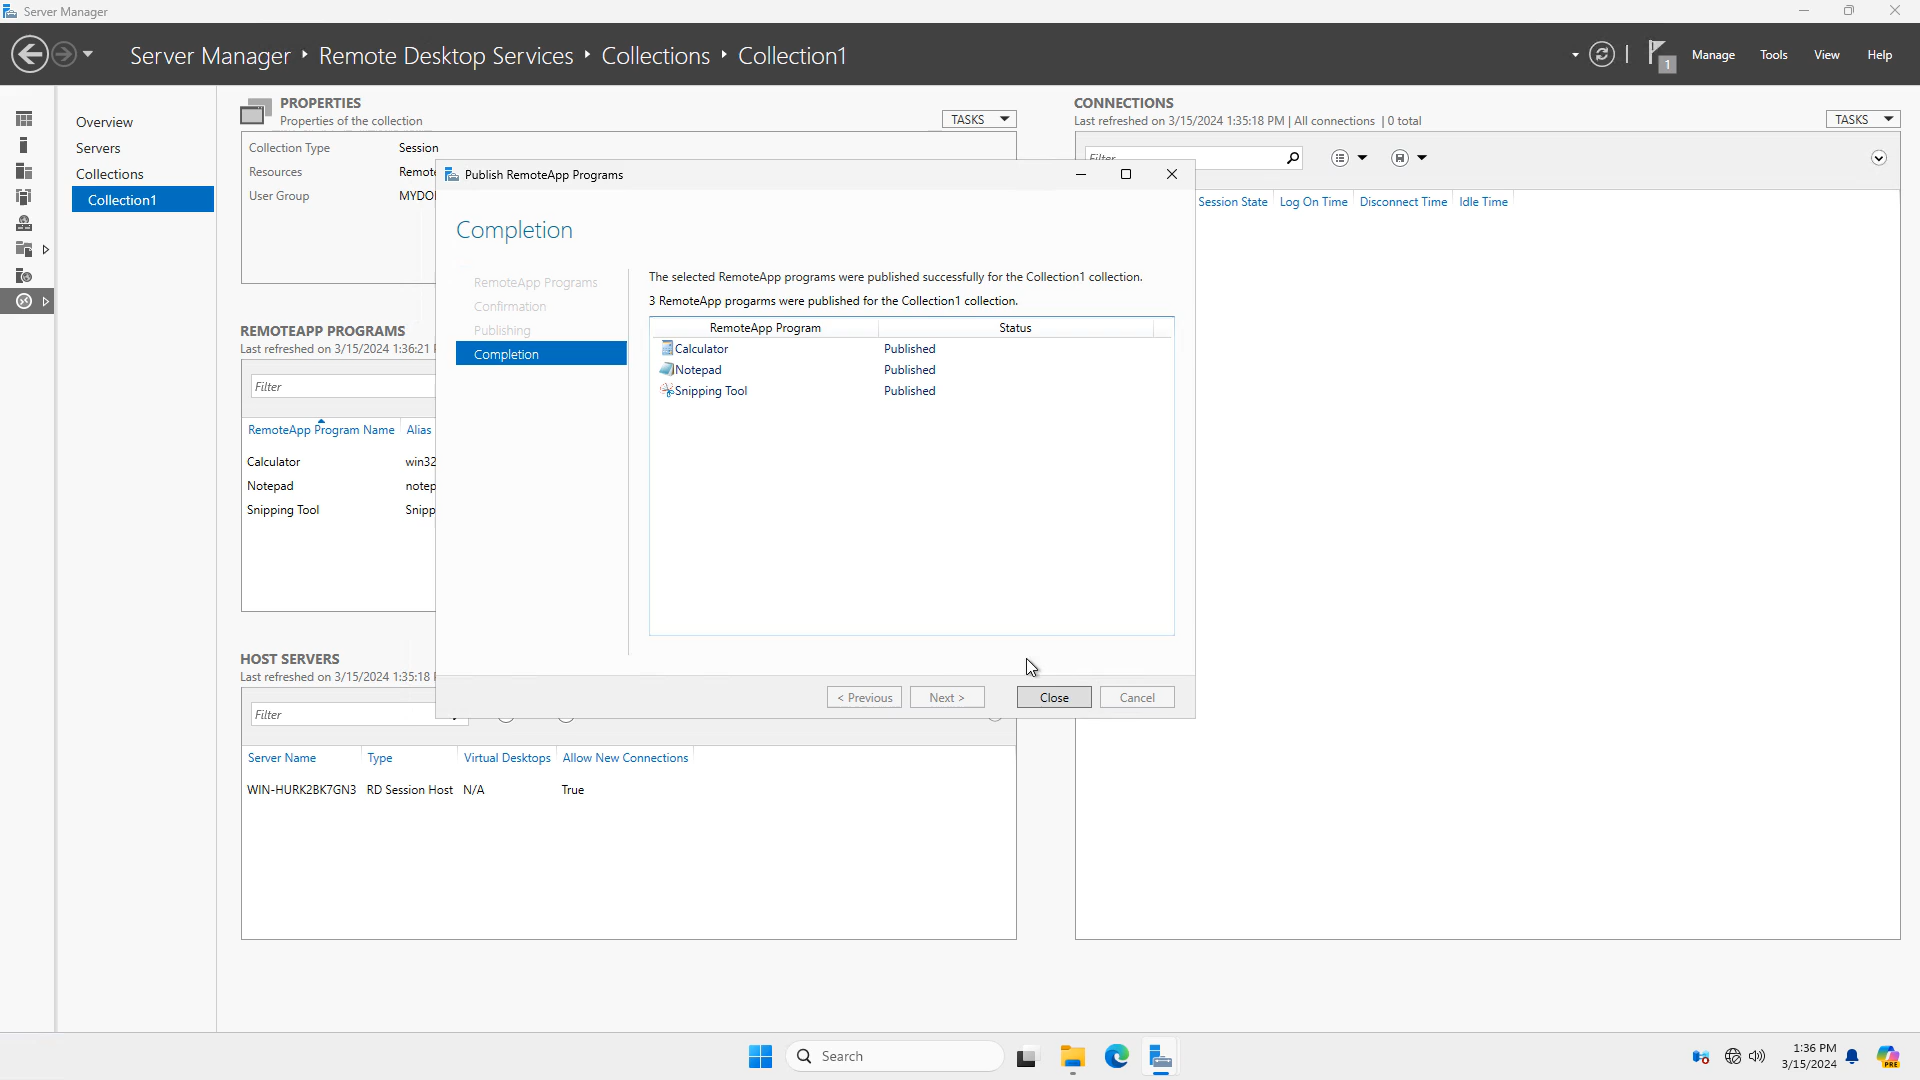 Server Manager
Server Manager ‣ Remote Desktop Services ‣ Collections ‣ Collection1
1
Manage
Tools
View
Help
Overview
Servers
Collections
Collection1
PROPERTIES
Properties of the collection
TASKS
Collection Type
Session
Resources
User Group
CONNECTIONS
Last refreshed on 3/15/2024 1:35:18 PM | All connections | 0 total
TASKS
Filter
Session State
Log On Time
Disconnect Time
Idle Time
Publish RemoteApp Programs
Completion
RemoteApp Programs
Confirmation
Publishing
Completion
The selected RemoteApp programs were published successfully for the Collection1 collection.
3 RemoteApp progarms were published for the Collection1 collection.
RemoteApp Program
Status
Calculator
Published
Notepad
Published
Snipping Tool
Published
< Previous
Next >
Close
Cancel
REMOTEAPP PROGRAMS
Last refreshed on 3/15/2024 1:36:21
Filter
RemoteApp Program Name
Alias
Calculator
win32
Notepad
notep
Snipping Tool
Snipp
HOST SERVERS
Last refreshed on 3/15/2024 1:35:18
Filter
Server Name
Type
Virtual Desktops
Allow New Connections
WIN-HURK2BK7GN3
RD Session Host
N/A
True
Search
1:36 PM
3/15/2024
PRE